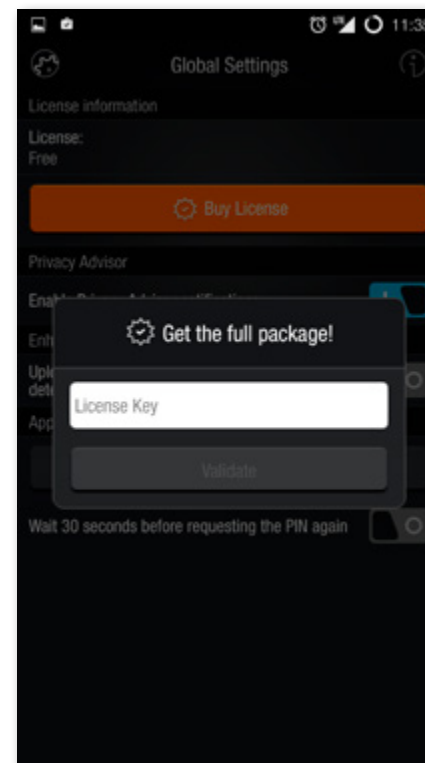 11:35
Global Settings
License information
License:
Free
Buy License
Privacy Advisor
Get the full package!
License Key
Validate
Wait 30 seconds before requesting the PIN again